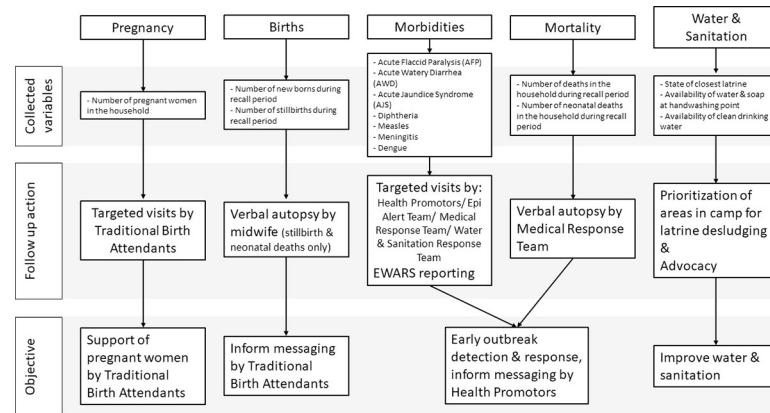 Pregnancy
Births
Morbidities
Mortality
Water &
Sanitation
Collected
variables
- Number of pregnant women
in the household
- Number of new borns during
recall period
- Number of stillbirths during
recall period
- Acute Flaccid Paralysis (AFP)
- Acute Watery Diarrhea
(AWD)
- Acute Jaundice Syndrome
(AJS)
- Diphtheria
- Measles
- Meningitis
- Dengue
- Number of deaths in the
household during recall period
- Number of neonatal deaths
in the household during recall
period
- State of closest latrine
- Availability of water & soap
at handwashing point
- Availability of clean drinking
water
Follow up action
Targeted visits by
Traditional Birth
Attendants
Verbal autopsy by
midwife (stillbirth &
neonatal deaths only)
Targeted visits by:
Health Promotors/ Epi
Alert Team/ Medical
Response Team/ Water
& Sanitation Response
Team
EWARS reporting
Verbal autopsy by
Medical Response
Team
Prioritization of
areas in camp for
latrine desludging
&
Advocacy
Objective
Support of
pregnant women
by Traditional Birth
Attendants
Inform messaging
by Traditional
Birth Attendants
Early outbreak
detection & response,
inform messaging by
Health Promotors
Improve water &
sanitation